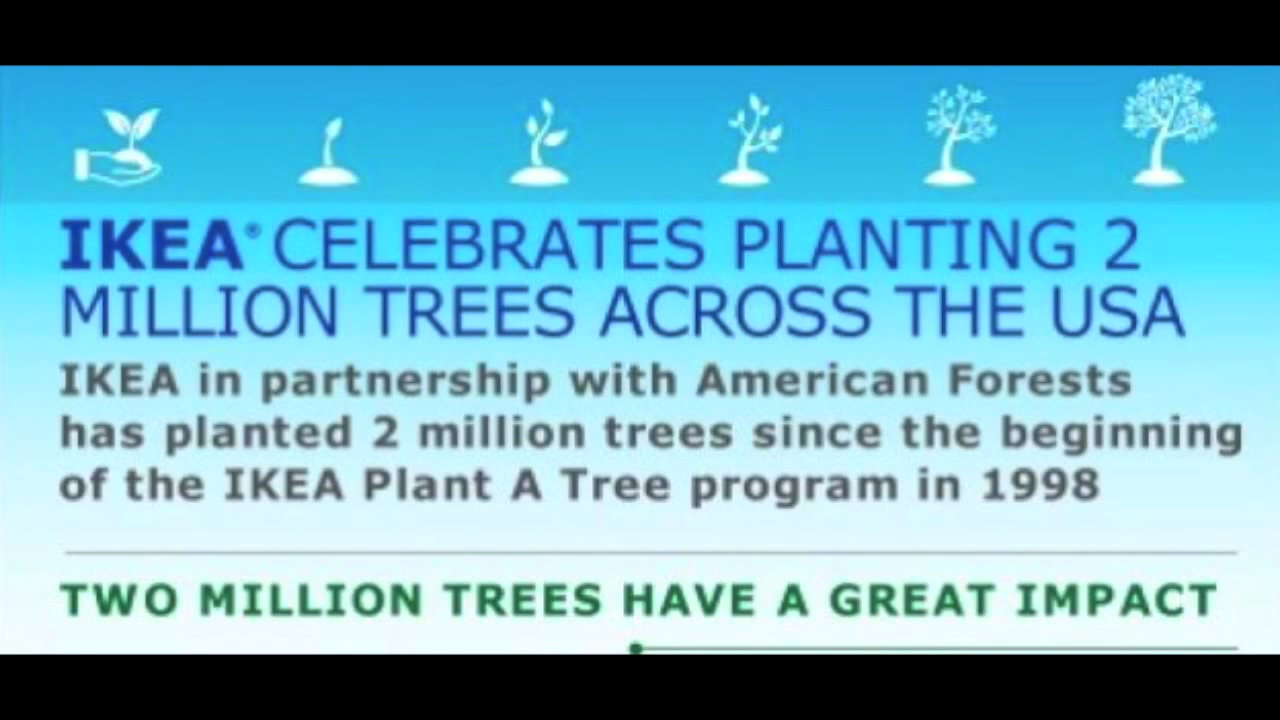 IKEA® CELEBRATES PLANTING 2
MILLION TREES ACROSS THE USA
IKEA in partnership with American Forests
has planted 2 million trees since the beginning
of the IKEA Plant A Tree program in 1998
TWO MILLION TREES HAVE A GREAT IMPACT